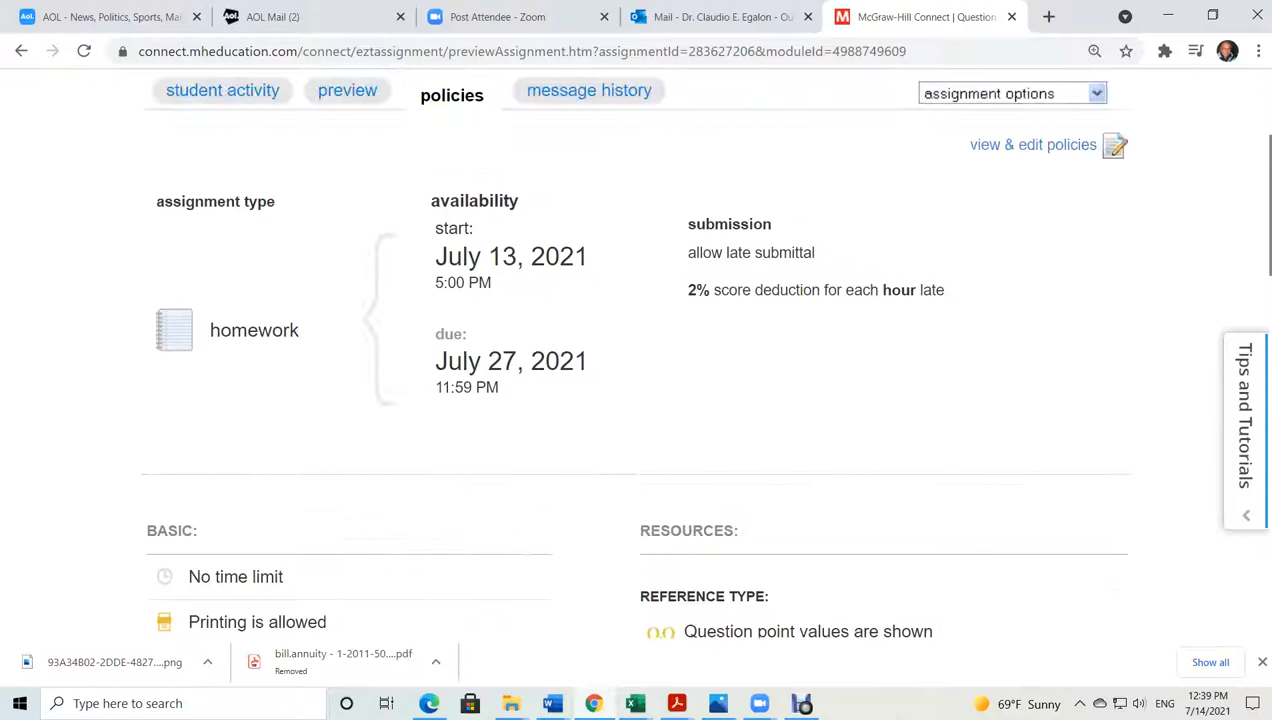 AOL - News, Politics, Sports, Ma
AOL Mail (2)
Post Attendee - Zoom
Mail - Dr. Claudio E. Egalon - Ou
McGraw-Hill Connect | Question
connect.mheducation.com/connect/eztassignment/previewAssignment.htm?assignmentId=283627206&moduleId=4988749609
student activity
preview
policies
message history
assignment options
view & edit policies
assignment type
availability
start:
July 13, 2021
5:00 PM
submission
allow late submittal
2% score deduction for each hour late
homework
due:
July 27, 2021
11:59 PM
Tips and Tutorials
BASIC:
RESOURCES:
No time limit
REFERENCE TYPE:
Printing is allowed
Question point values are shown
93A34B02-2DDE-4827....png
bill.annuity - 1-2011-50....pdf
Removed
Show all
Type here to search
69°F Sunny
ENG
12:39 PM
7/14/2021